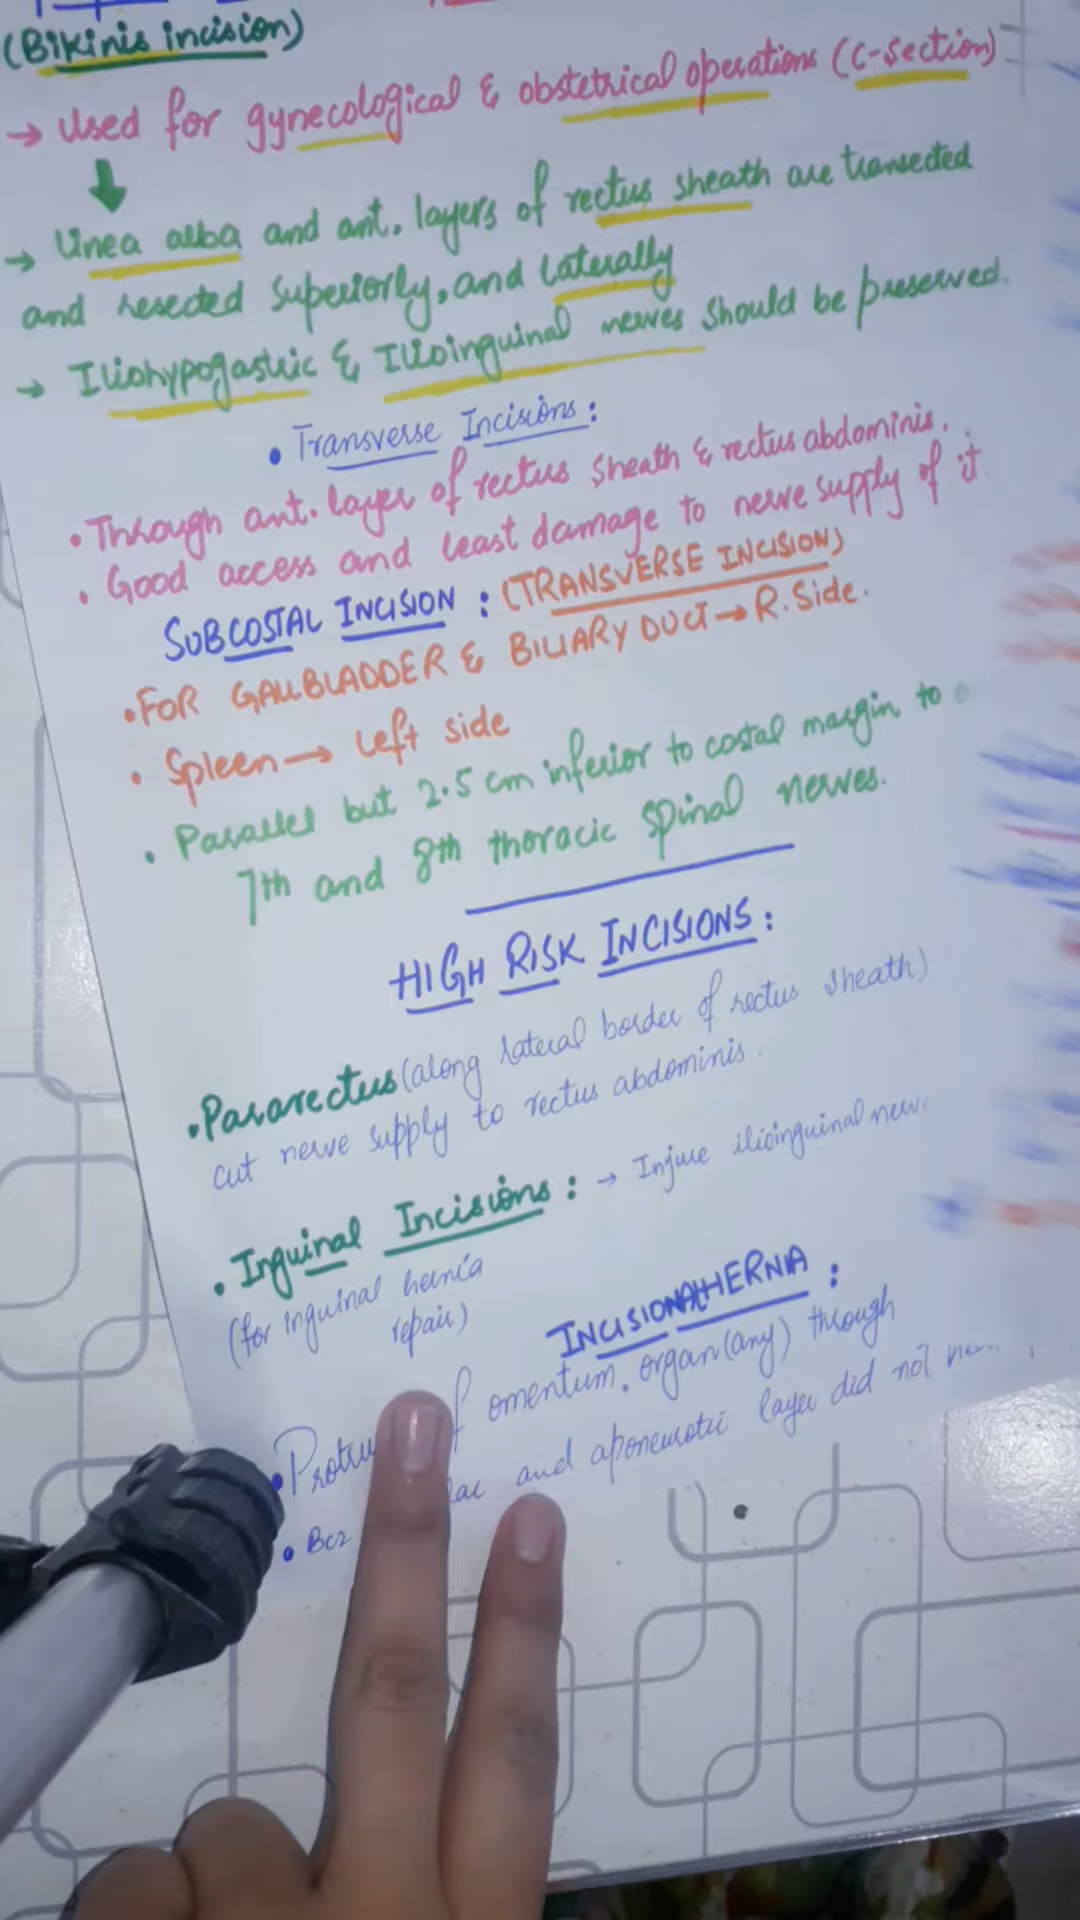 (Bikinis incision)
→ Used for gynecological & obstetrical operations (C-section)
→ Linea alba and ant. layers of rectus sheath are transected
and resected superiorly, and laterally
→ Iliohypogastric & Ilioinguinal nerves should be preserved.
• Transverse Incisions:
• Through ant. layer of rectus sheath & rectus abdominis.
• Good access and least damage to nerve supply of it.
SUBCOSTAL INCISION : (TRANSVERSE INCISION)
• FOR GALLBLADDER & BILIARY DUCT → R. Side.
• Spleen → Left side
• Parallel but 2.5 cm inferior to costal margin to
7th and 8th thoracic spinal nerves.
HIGH RISK INCISIONS:
• Pararectus (along lateral border of rectus sheath)
cut nerve supply to rectus abdominis.
• Inguinal Incisions: → Injure ilioinguinal
(for inguinal hernia
repair)
INCISIONAL HERNIA :
• omentum, organ (any) through
• Bcz and aponeurotic layer did not